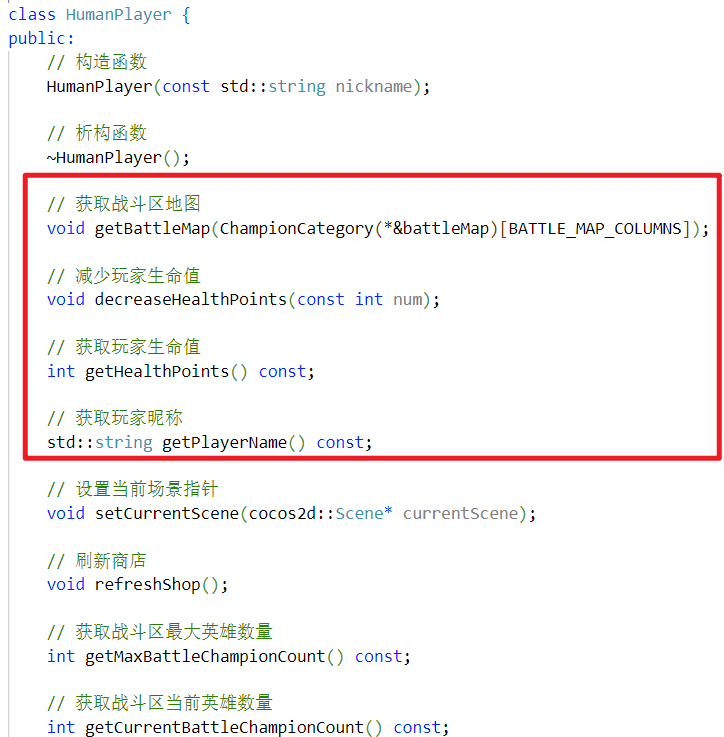 class HumanPlayer {
public:
// 构造函数
HumanPlayer(const std::string nickname);
// 析构函数
~HumanPlayer();
// 获取战斗区地图
void getBattleMap(ChampionCategory(*&battleMap)[BATTLE_MAP_COLUMNS]);
// 减少玩家生命值
void decreaseHealthPoints(const int num);
// 获取玩家生命值
int getHealthPoints() const;
// 获取玩家昵称
std::string getPlayerName() const;
// 设置当前场景指针
void setCurrentScene(cocos2d::Scene* currentScene);
// 刷新商店
void refreshShop();
// 获取战斗区最大英雄数量
int getMaxBattleChampionCount() const;
// 获取战斗区当前英雄数量
int getCurrentBattleChampionCount() const;